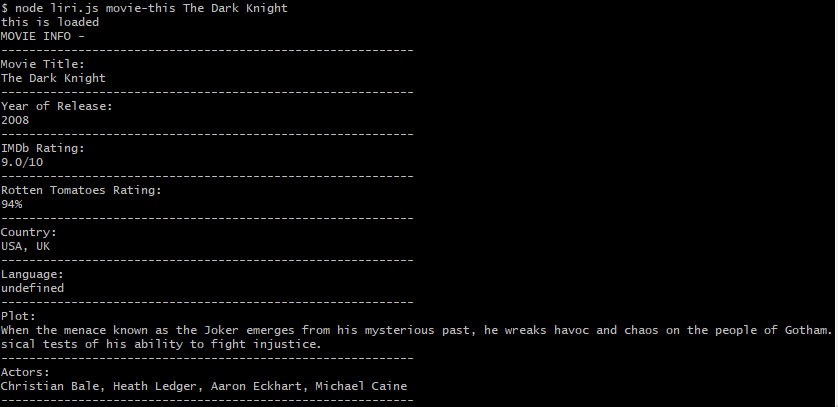 $ node liri.js movie-this The Dark Knight
this is loaded
MOVIE INFO -
-----------------------------------------------------------
Movie Title:
The Dark Knight
-----------------------------------------------------------
Year of Release:
2008
-----------------------------------------------------------
IMDb Rating:
9.0/10
-----------------------------------------------------------
Rotten Tomatoes Rating:
94%
-----------------------------------------------------------
Country:
USA, UK
-----------------------------------------------------------
Language:
undefined
-----------------------------------------------------------
Plot:
When the menace known as the Joker emerges from his mysterious past, he wreaks havoc and chaos on the people of Gotham.
sical tests of his ability to fight injustice.
-----------------------------------------------------------
Actors:
Christian Bale, Heath Ledger, Aaron Eckhart, Michael Caine
-----------------------------------------------------------